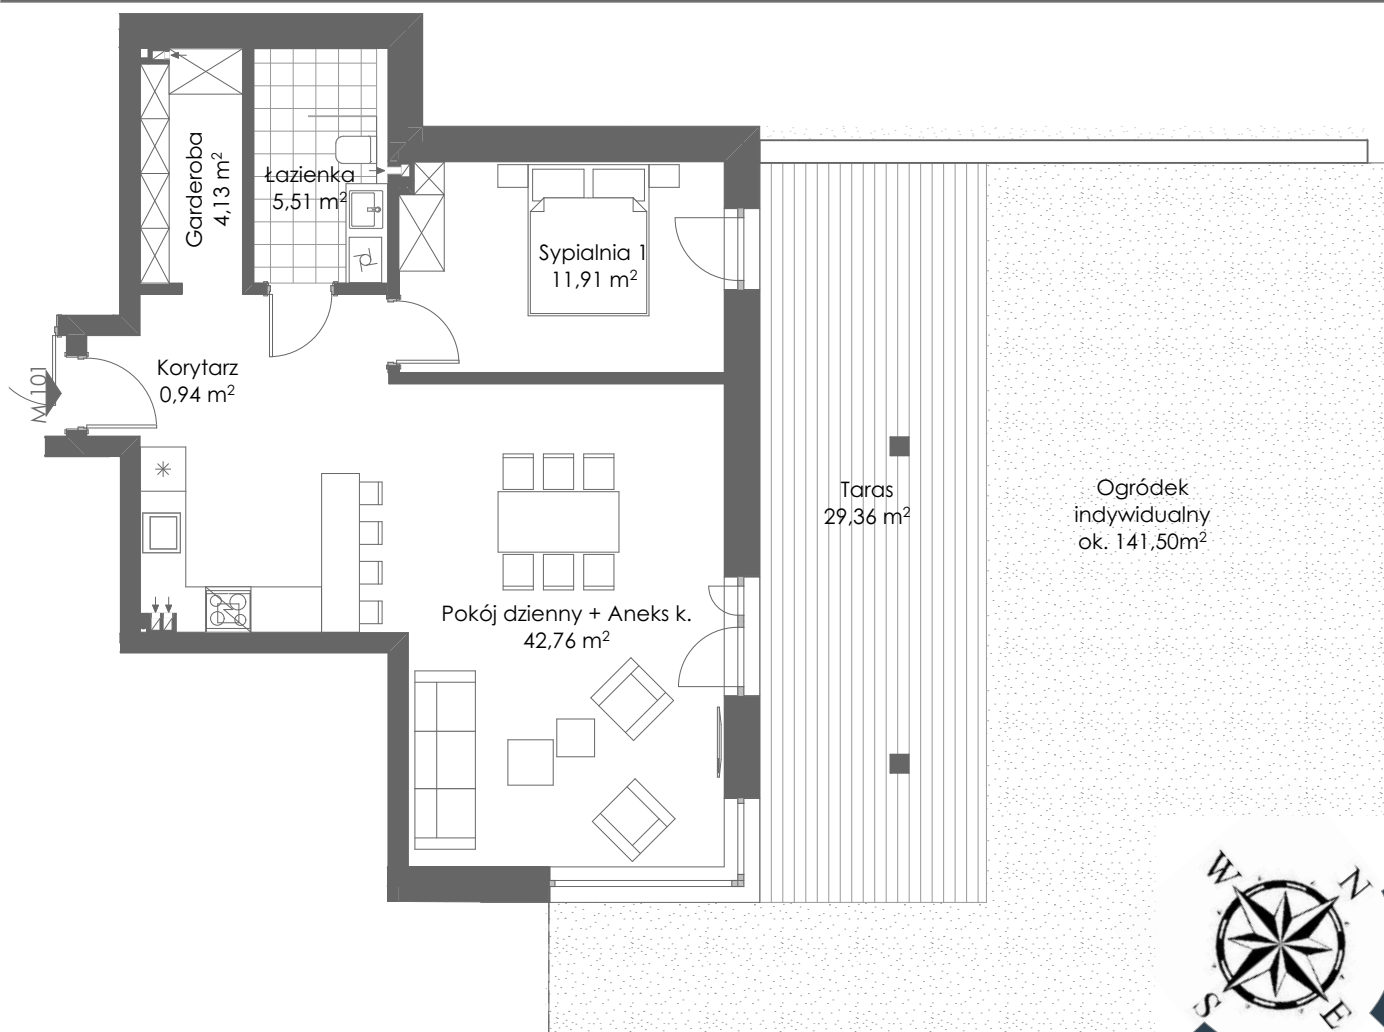 Garderoba
4,13 m²
Łazienka
5,51 m²
Sypialnia 1
11,91 m²
Korytarz
0,94 m²
M 101
Taras
29,36 m²
Ogródek
indywidualny
ok. 141,50m²
Pokój dzienny + Aneks k.
42,76 m²
W
N
S
E